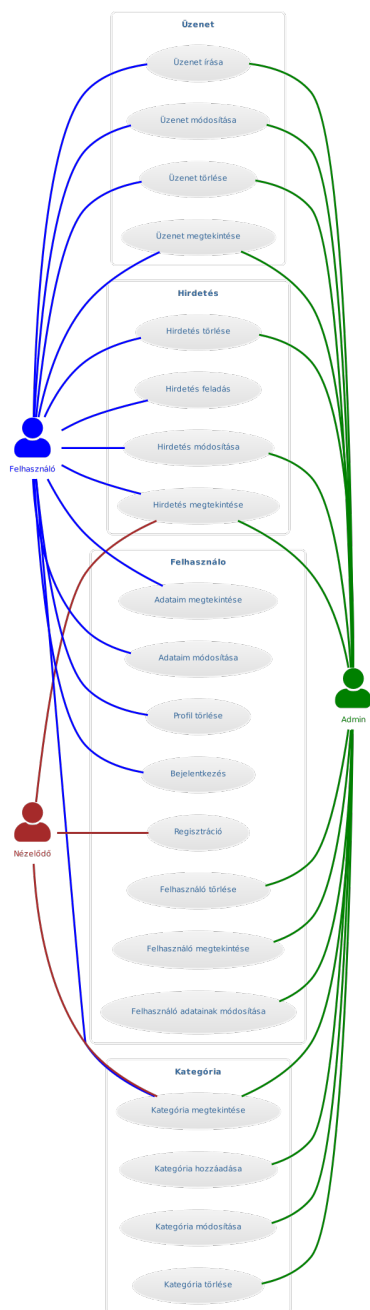 Üzenet
Üzenet írása
Üzenet módosítása
Üzenet törlése
Üzenet megtekintése
Hirdetés
Hirdetés törlése
Hirdetés feladás
Hirdetés módosítása
Hirdetés megtekintése
Felhasználó
Felhasználo
Adataim megtekintése
Adataim módosítása
Profil törlése
Bejelentkezés
Regisztráció
Felhasználó törlése
Felhasználó megtekintése
Felhasználó adatainak módosítása
Admin
Nézelődő
Kategória
Kategória megtekintése
Kategória hozzáadása
Kategória módosítása
Kategória törlése